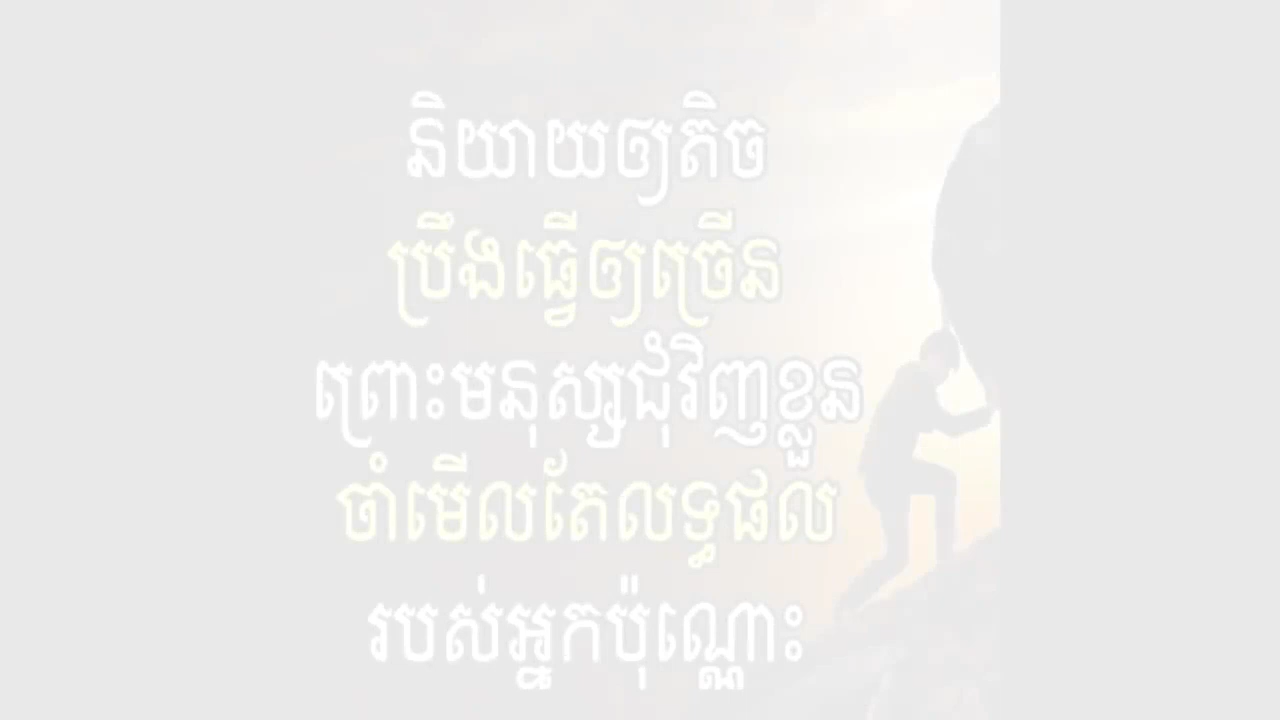 និយាយឲ្យតិច
ប្រឹងធ្វើឲ្យច្រើន
ព្រោះមនុស្សជុំវិញខ្លួន
ចាំមើលតែលទ្ធផល
របស់អ្នកប៉ុណ្ណោះ